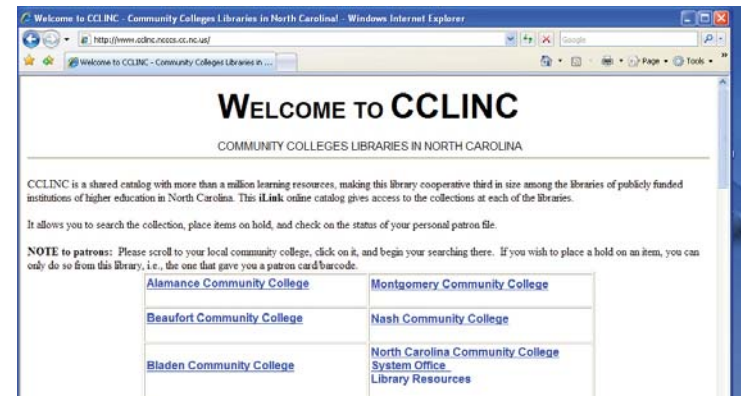 Welcome to CCLINC - Community Colleges Libraries in North Carolina! - Windows Internet Explorer
http://www.cclinc.nccs.cc.nc.us/
Google
Welcome to CCLINC - Community Colleges Libraries in ...
Page
Tools
WELCOME TO CCLINC
COMMUNITY COLLEGES LIBRARIES IN NORTH CAROLINA
CCLINC is a shared catalog with more than a million learning resources, making this library cooperative third in size among the libraries of publicly funded
institutions of higher education in North Carolina. This iLink online catalog gives access to the collections at each of the libraries.
It allows you to search the collection, place items on hold, and check on the status of your personal patron file.
NOTE to patrons: Please scroll to your local community college, click on it, and begin your searching there. If you wish to place a hold on an item, you can
only do so from this library, i.e., the one that gave you a patron card/barcode.
Alamance Community College
Montgomery Community College
Beaufort Community College
Nash Community College
Bladen Community College
North Carolina Community College
System Office
Library Resources